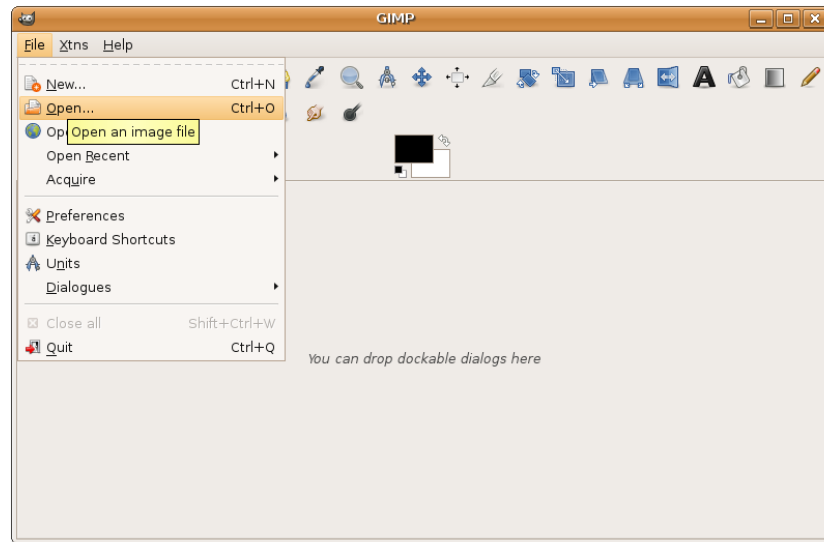 GIMP
File Xtns Help
New... Ctrl+N
Open... Ctrl+O
Open an image file
Open Recent
Acquire
Preferences
Keyboard Shortcuts
Units
Dialogues
Close all Shift+Ctrl+W
Quit Ctrl+Q
You can drop dockable dialogs here